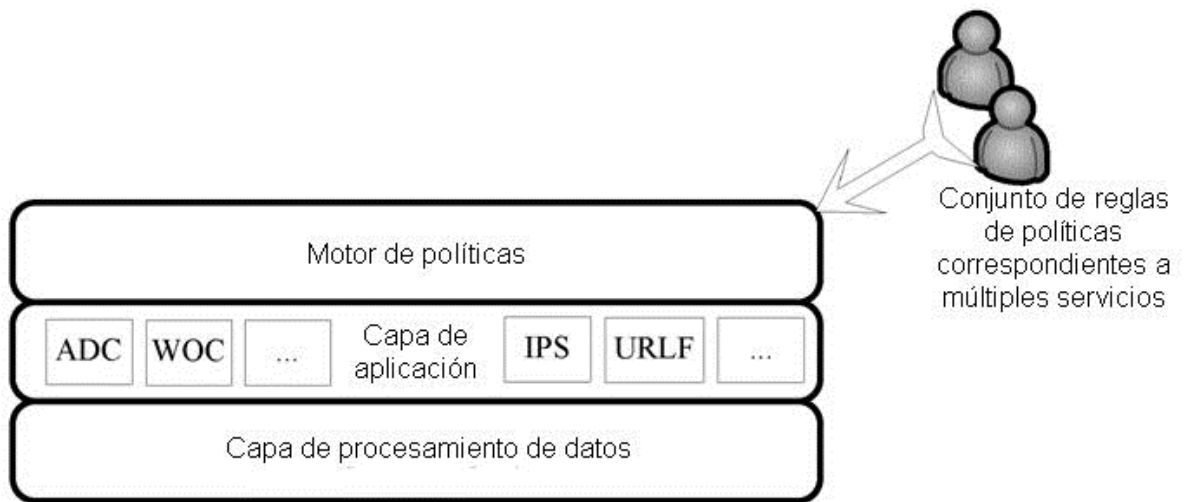 Conjunto de reglas
de políticas
correspondientes a
múltiples servicios
Motor de políticas
ADC WOC ... Capa de
aplicación IPS URLF ...
Capa de procesamiento de datos